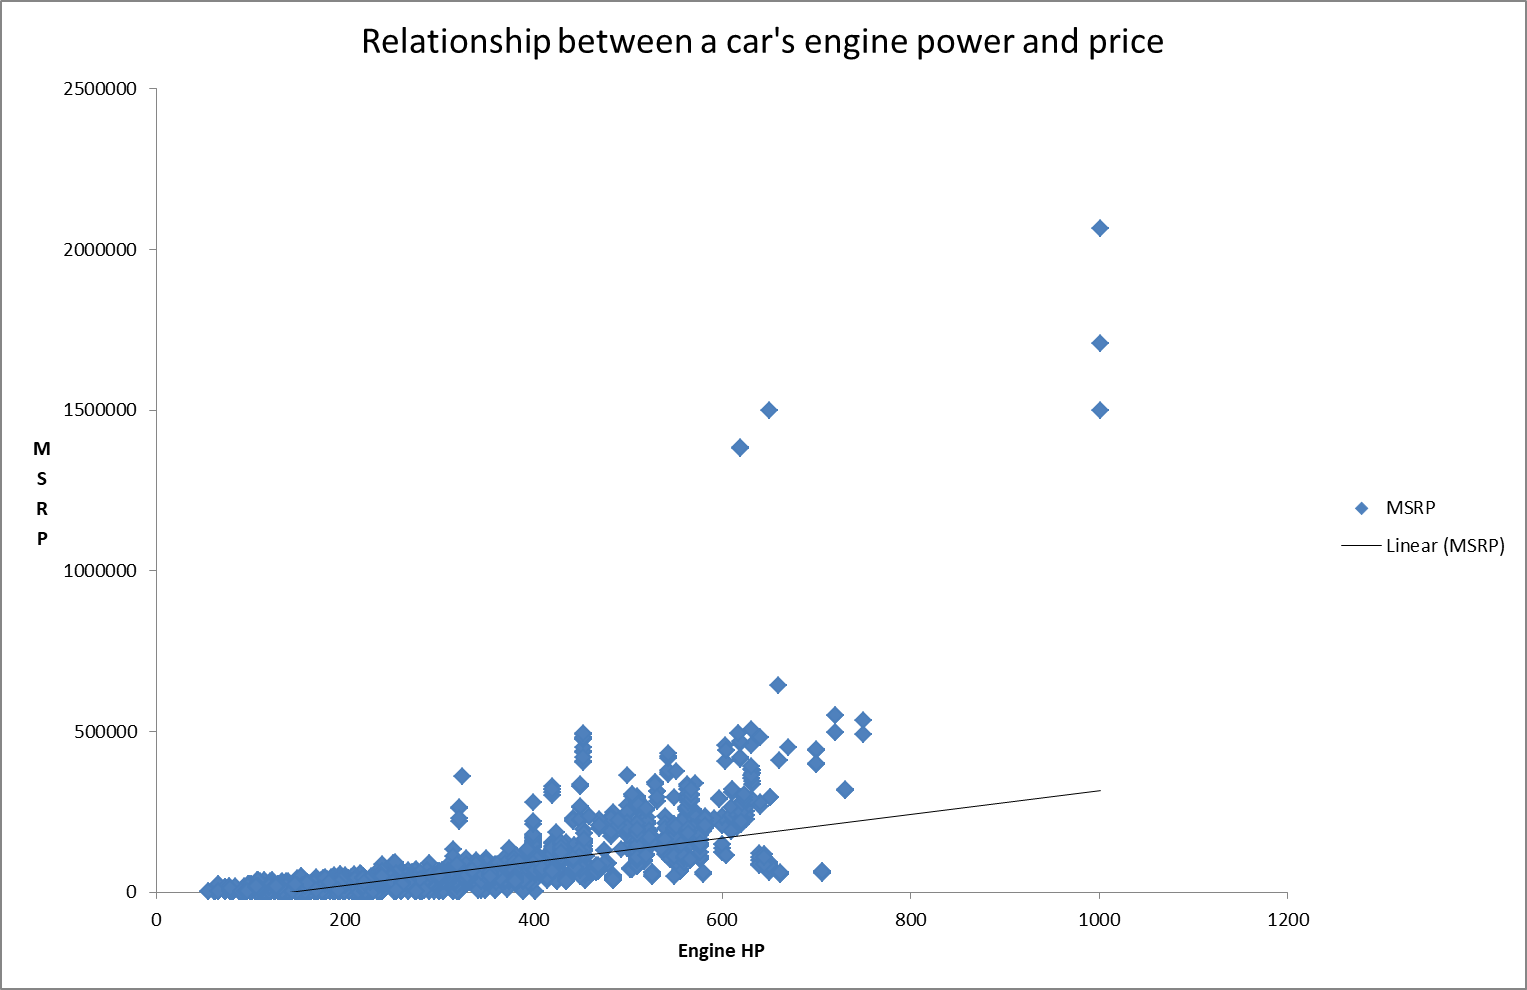 Relationship between a car's engine power and price
2500000
2000000
1500000
1000000
500000
0
M
S
R
P
0 200 400 600 800 1000 1200
Engine HP
MSRP
Linear (MSRP)